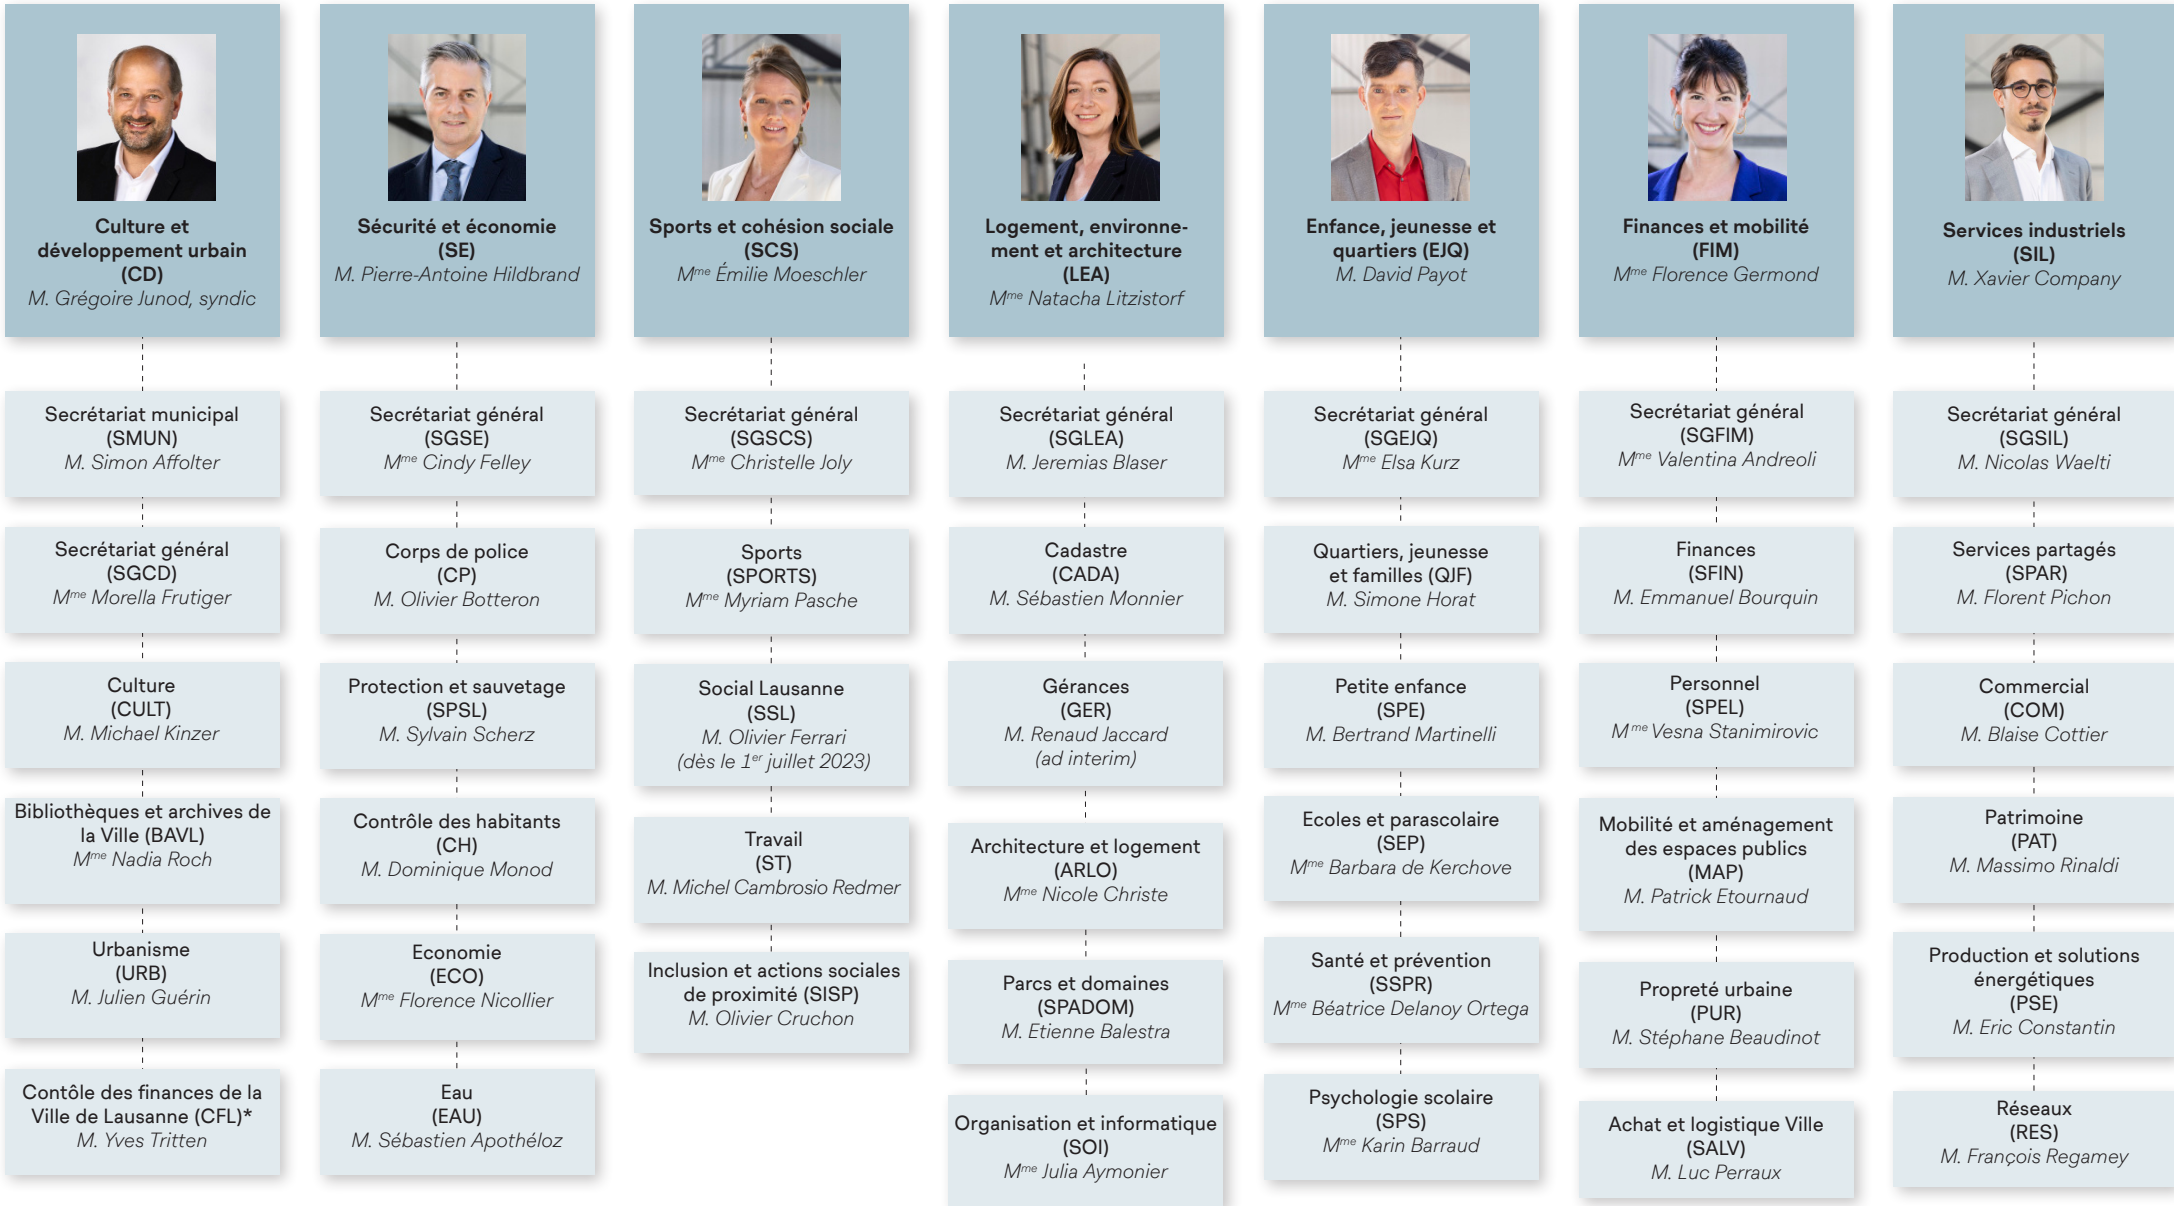 Culture et
développement urbain
(CD)
M. Grégoire Junod, syndic
Secrétariat municipal
(SMUN)
M. Simon Affolter
Secrétariat général
(SGCD)
Mme Morella Frutiger
Culture
(CULT)
M. Michael Kinzer
Bibliothèques et archives de
la Ville (BAVL)
Mme Nadia Roch
Urbanisme
(URB)
M. Julien Guérin
Contôle des finances de la
Ville de Lausanne (CFL)*
M. Yves Tritten
Sécurité et économie
(SE)
M. Pierre-Antoine Hildbrand
Secrétariat général
(SGSE)
Mme Cindy Felley
Corps de police
(CP)
M. Olivier Botteron
Protection et sauvetage
(SPSL)
M. Sylvain Scherz
Contrôle des habitants
(CH)
M. Dominique Monod
Economie
(ECO)
Mme Florence Nicollier
Eau
(EAU)
M. Sébastien Apothéloz
Sports et cohésion sociale
(SCS)
Mme Émilie Moeschler
Secrétariat général
(SGSCS)
Mme Christelle Joly
Sports
(SPORTS)
Mme Myriam Pasche
Social Lausanne
(SSL)
M. Olivier Ferrari
(dès le 1er juillet 2023)
Travail
(ST)
M. Michel Cambrosio Redmer
Inclusion et actions sociales
de proximité (SISP)
M. Olivier Cruchon
Logement, environne-
ment et architecture
(LEA)
Mme Natacha Litzistorf
Secrétariat général
(SGLEA)
M. Jeremias Blaser
Cadastre
(CADA)
M. Sébastien Monnier
Gérances
(GER)
M. Renaud Jaccard
(ad interim)
Architecture et logement
(ARLO)
Mme Nicole Christe
Parcs et domaines
(SPADOM)
M. Etienne Balestra
Organisation et informatique
(SOI)
Mme Julia Aymonier
Enfance, jeunesse et
quartiers (EJQ)
M. David Payot
Secrétariat général
(SGEJQ)
Mme Elsa Kurz
Quartiers, jeunesse
et familles (QJF)
M. Simone Horat
Petite enfance
(SPE)
M. Bertrand Martinelli
Ecoles et parascolaire
(SEP)
Mme Barbara de Kerchove
Santé et prévention
(SSPR)
Mme Béatrice Delanoy Ortega
Psychologie scolaire
(SPS)
Mme Karin Barraud
Finances et mobilité
(FIM)
Mme Florence Germond
Secrétariat général
(SGFIM)
Mme Valentina Andreoli
Finances
(SFIN)
M. Emmanuel Bourquin
Personnel
(SPEL)
Mme Vesna Stanimirovic
Mobilité et aménagement
des espaces publics
(MAP)
M. Patrick Etournaud
Propreté urbaine
(PUR)
M. Stéphane Beaudinot
Achat et logistique Ville
(SALV)
M. Luc Perraux
Services industriels
(SIL)
M. Xavier Company
Secrétariat général
(SGSIL)
M. Nicolas Waelti
Services partagés
(SPAR)
M. Florent Pichon
Commercial
(COM)
M. Blaise Cottier
Patrimoine
(PAT)
M. Massimo Rinaldi
Production et solutions
énergétiques
(PSE)
M. Eric Constantin
Réseaux
(RES)
M. François Regamey